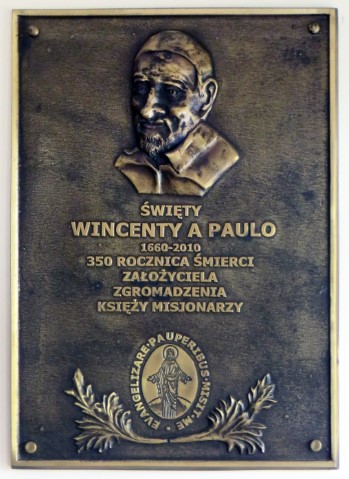 ŚWIĘTY
WINCENTY A PAULO
1660-2010
350 ROCZNICA ŚMIERCI
ZAŁOŻYCIELA
ZGROMADZENIA
KSIĘŻY MISJONARZY
EVANGELIZARE·PAUPERIBUS·MISIT·ME·